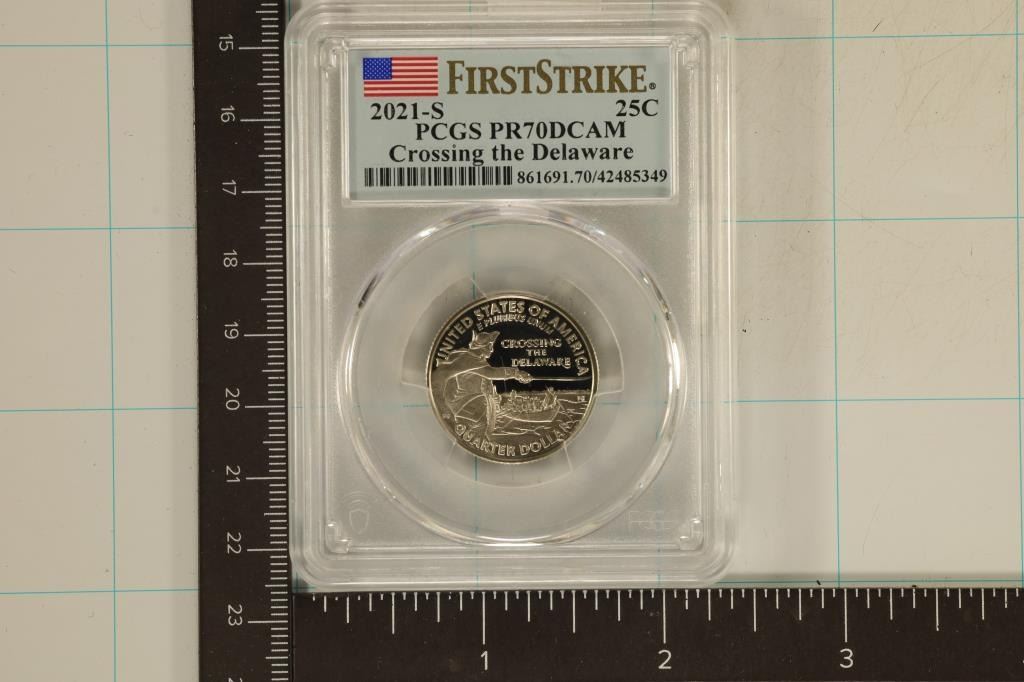 FIRSTSTRIKE®
2021-S 25C
PCGS PR70DCAM
Crossing the Delaware
861691.70/42485349
UNITED STATES OF AMERICA
E PLURIBUS UNUM
CROSSING
THE
DELAWARE
QUARTER DOLLAR
15
16
17
18
19
20
21
22
23
1
2
3